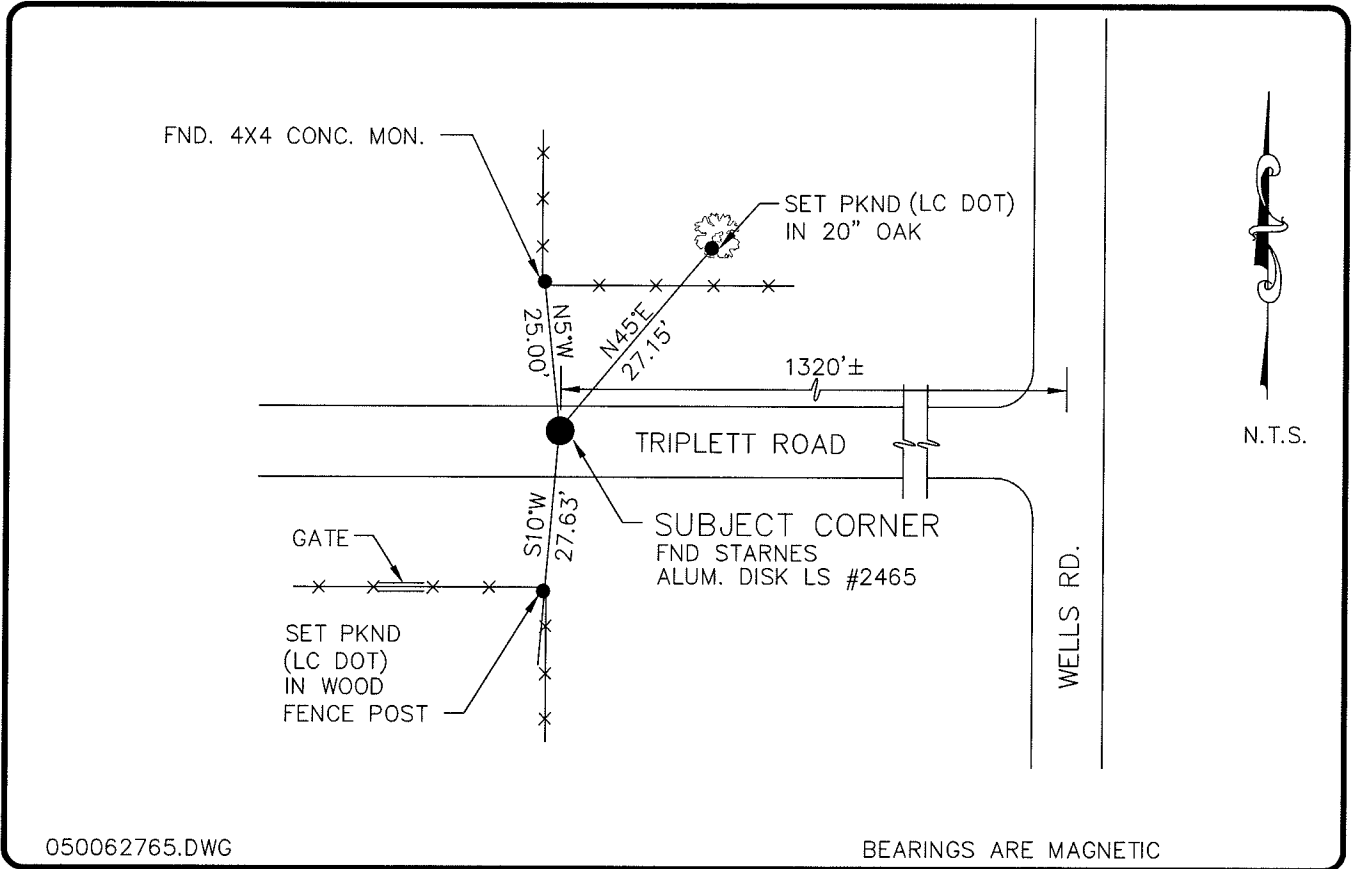 FND. 4X4 CONC. MON.
SET PKND (LC DOT)
IN 20" OAK
N5°W
25.00'
N45°E
27.15'
1320'±
TRIPLETT ROAD
N.T.S.
S10°W
27.63'
SUBJECT CORNER
FND STARNES
ALUM. DISK LS #2465
GATE
SET PKND
(LC DOT)
IN WOOD
FENCE POST
WELLS RD.
050062765.DWG
BEARINGS ARE MAGNETIC